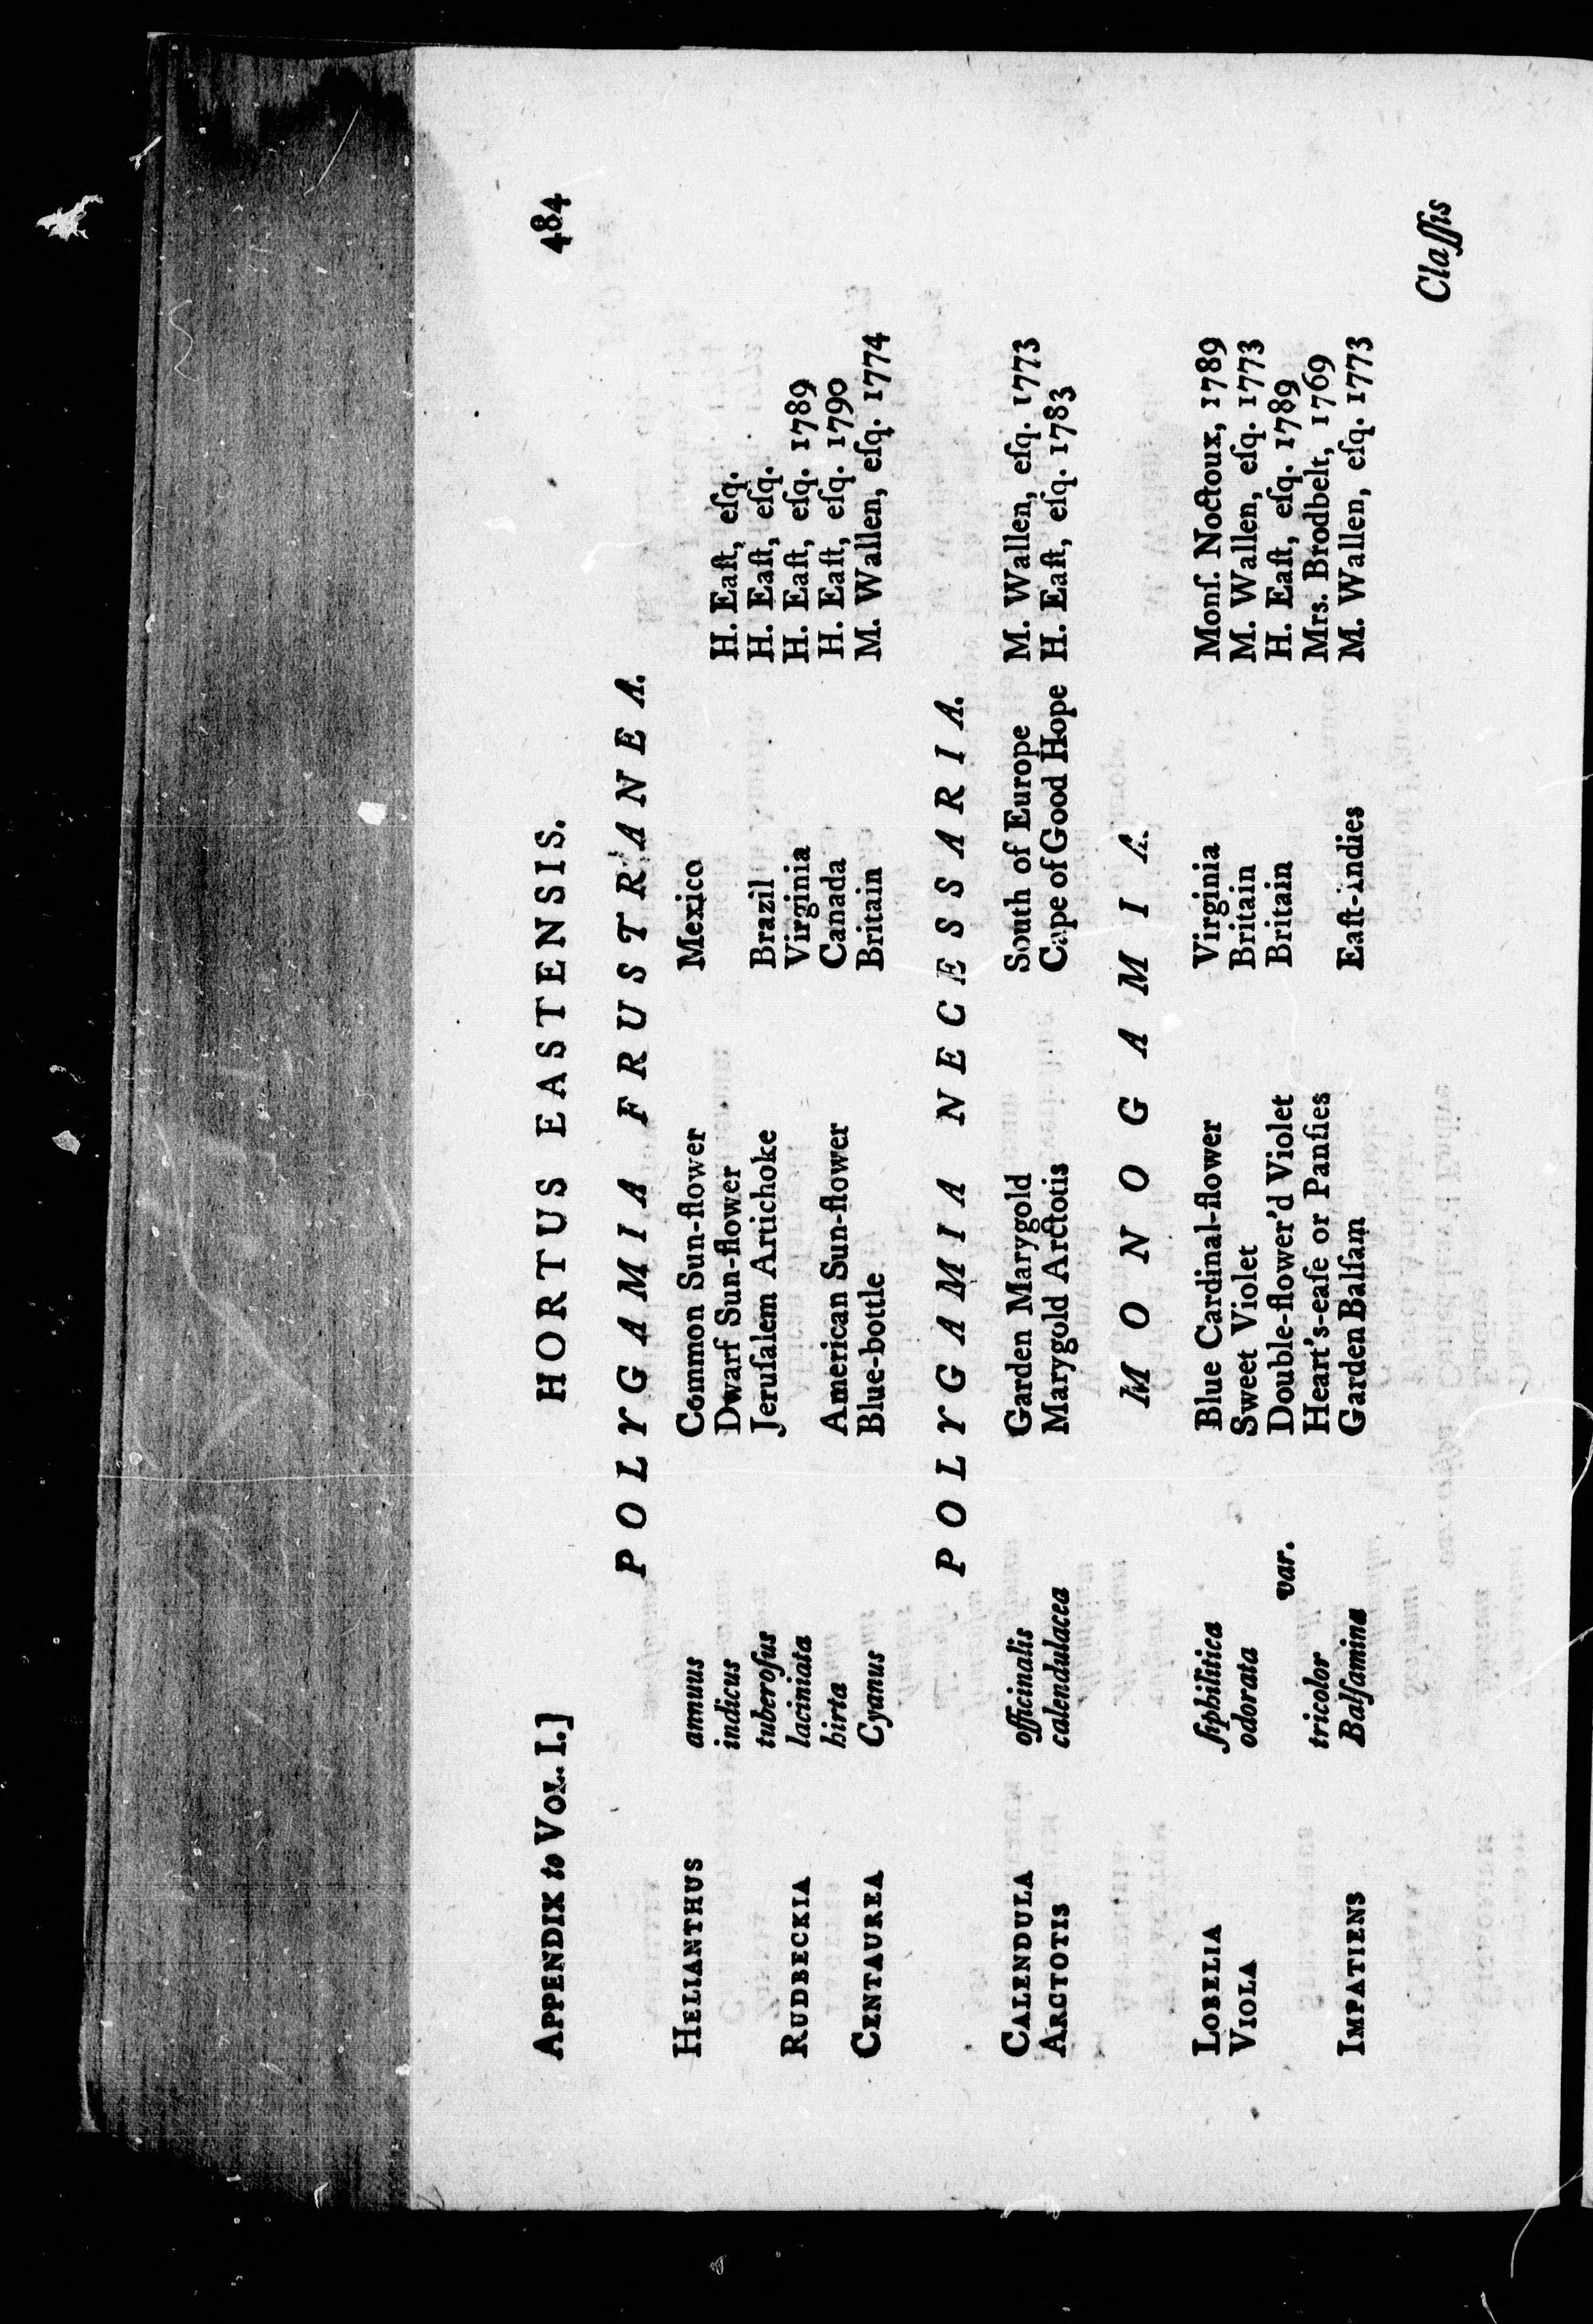 APPENDIX to VOL. I.] HORTUS EASTENSIS. 484
POLYGAMIA FRUSTRANEA.
HELIANTHUS annuus Common Sun-flower Mexico
indicus Dwarf Sun-flower H. Eaſt, eſq.
tuberoſus Jeruſalem Artichoke Brazil H. Eaſt, eſq.
RUDBECKIA laciniata Virginia H. Eaſt, eſq. 1789
hirta American Sun-flower Canada H. Eaſt, eſq. 1790
CENTAUREA Cyanus Blue-bottle Britain M. Wallen, eſq. 1774
POLYGAMIA NECESSARIA.
CALENDULA officinalis Garden Marygold South of Europe M. Wallen, eſq. 1773
ARCTOTIS calendulacea Marygold Arctotis Cape of Good Hope H. Eaſt, eſq. 1783
MONOGAMIA.
LOBELIA ſiphilitica Blue Cardinal-flower Virginia Monſ. Noctoux, 1789
VIOLA odorata Sweet Violet Britain M. Wallen, eſq. 1773
var. Double-flower'd Violet Britain H. Eaſt, eſq. 1789
tricolor Heart's-eaſe or Panſies Mrs. Brodbelt, 1769
IMPATIENS Balſamina Garden Balſam Eaſt-indies M. Wallen, eſq. 1773
Claſſis